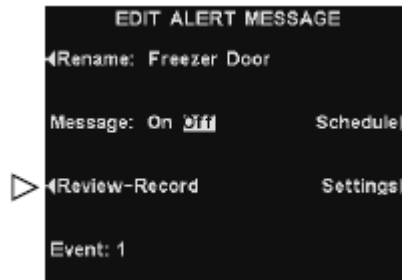 EDIT ALERT MESSAGE
Rename: Freezer Door
Message: On Off Schedule
Review-Record Settings
Event: 1